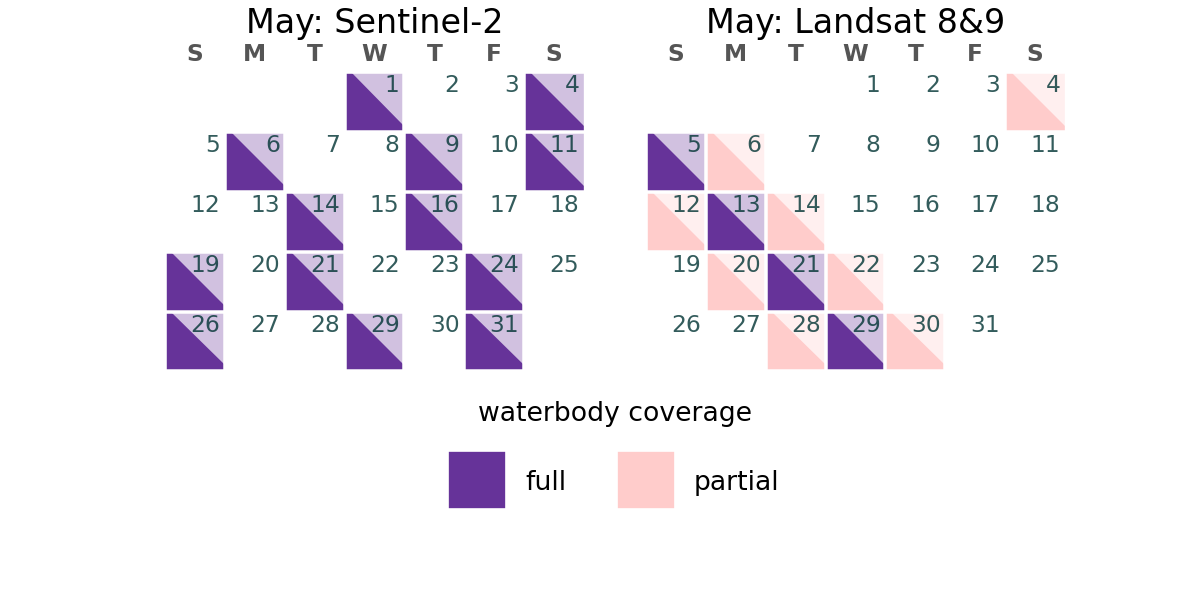 May: Sentinel-2
S M T W T F S
1 2 3 4
5 6 7 8 9 10 11
12 13 14 15 16 17 18
19 20 21 22 23 24 25
26 27 28 29 30 31
May: Landsat 8&9
S M T W T F S
1 2 3 4
5 6 7 8 9 10 11
12 13 14 15 16 17 18
19 20 21 22 23 24 25
26 27 28 29 30 31
waterbody coverage
full partial